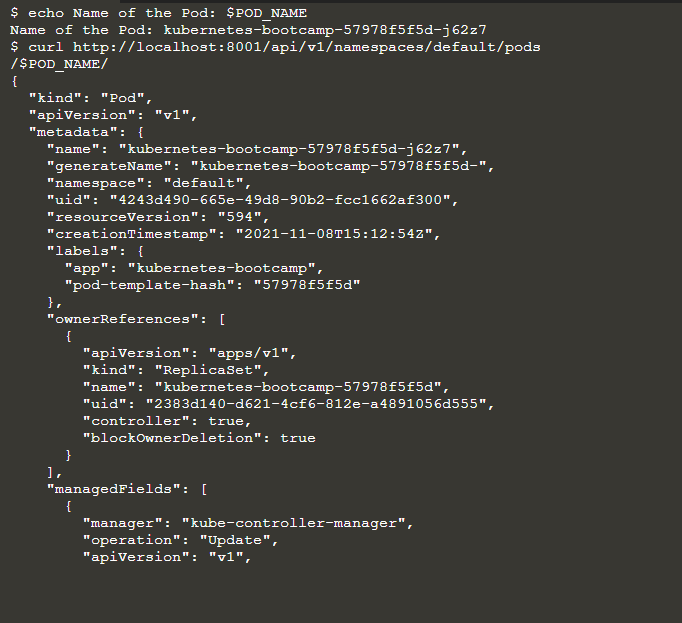 $ echo Name of the Pod: $POD_NAME
Name of the Pod: kubernetes-bootcamp-57978f5f5d-j62z7
$ curl http://localhost:8001/api/v1/namespaces/default/pods
/$POD_NAME/
{
  "kind": "Pod",
  "apiVersion": "v1",
  "metadata": {
    "name": "kubernetes-bootcamp-57978f5f5d-j62z7",
    "generateName": "kubernetes-bootcamp-57978f5f5d-",
    "namespace": "default",
    "uid": "4243d490-665e-49d8-90b2-fcc1662af300",
    "resourceVersion": "594",
    "creationTimestamp": "2021-11-08T15:12:54Z",
    "labels": {
      "app": "kubernetes-bootcamp",
      "pod-template-hash": "57978f5f5d"
    },
    "ownerReferences": [
      {
        "apiVersion": "apps/v1",
        "kind": "ReplicaSet",
        "name": "kubernetes-bootcamp-57978f5f5d",
        "uid": "2383d140-d621-4cf6-812e-a4891056d555",
        "controller": true,
        "blockOwnerDeletion": true
      }
    ],
    "managedFields": [
      {
        "manager": "kube-controller-manager",
        "operation": "Update",
        "apiVersion": "v1",